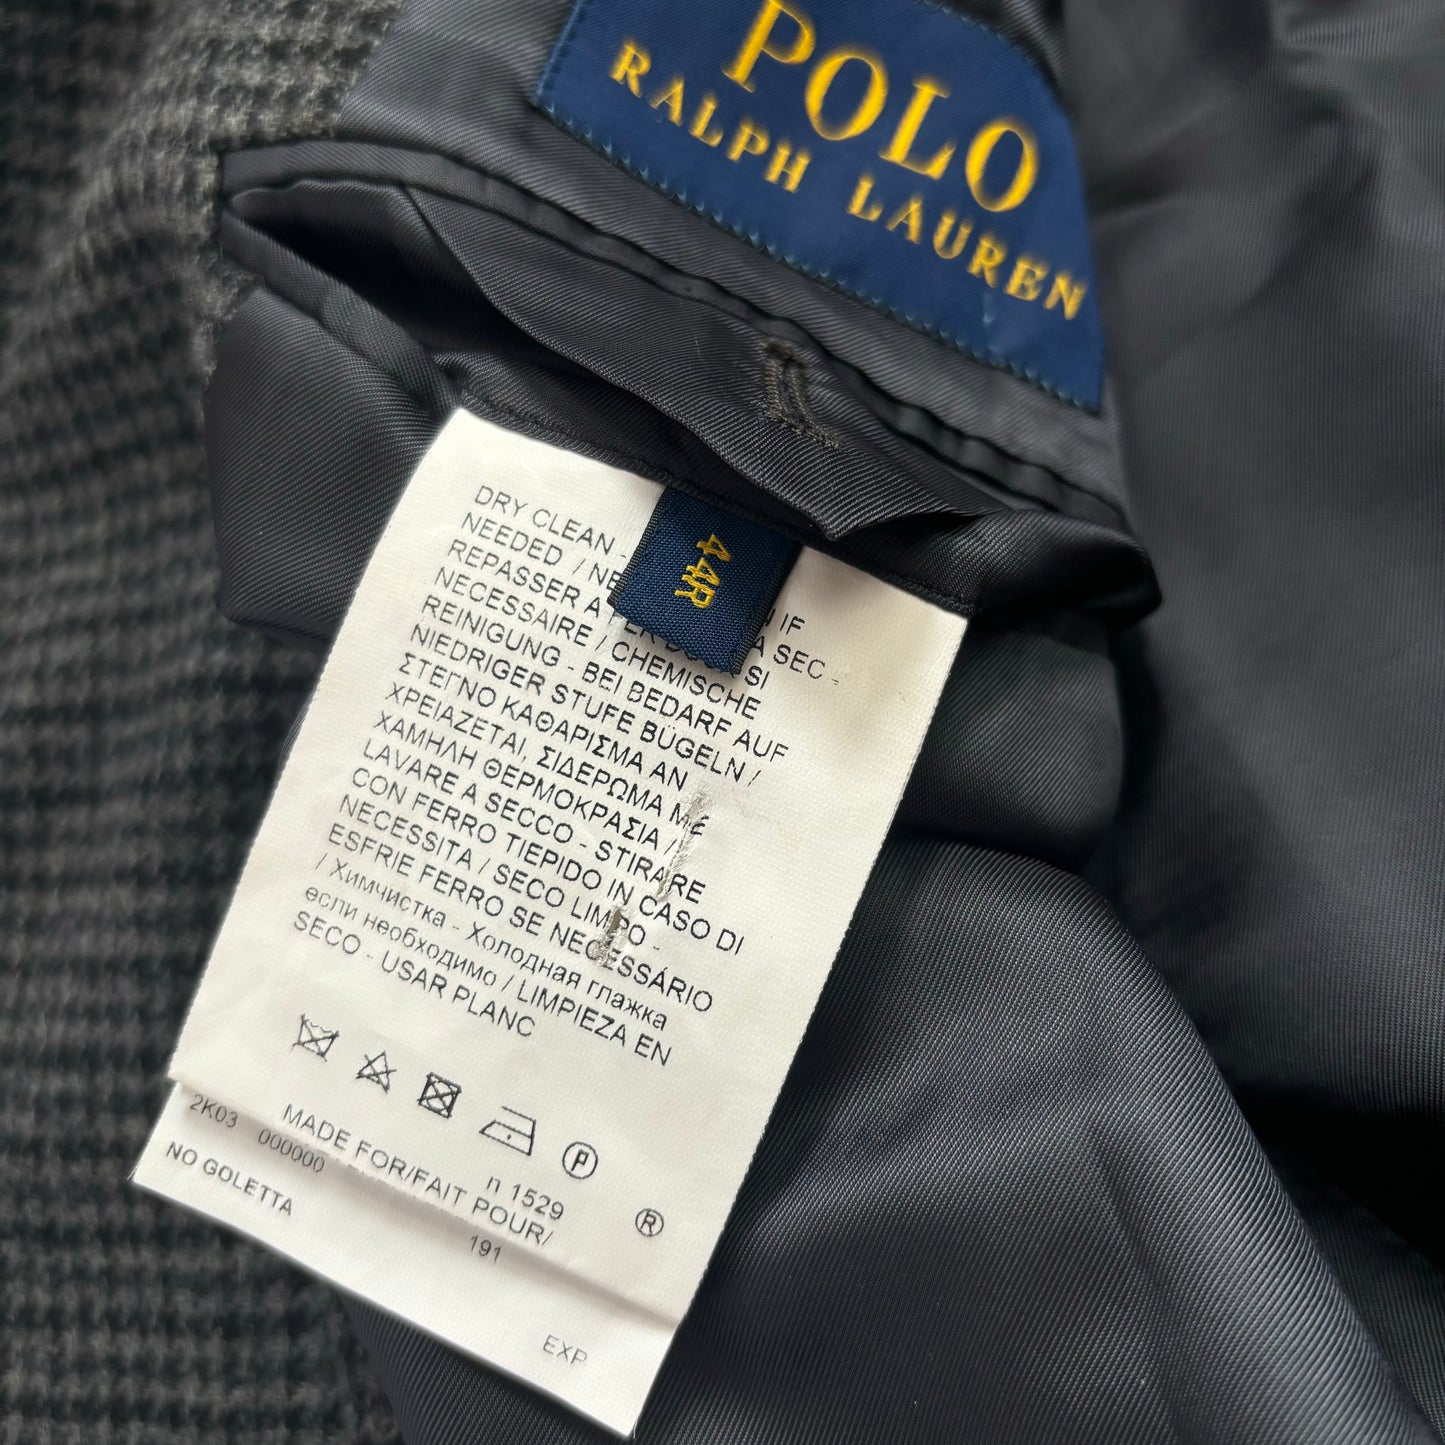 POLO
RALPH LAUREN
44R
DRY CLEAN -
NEEDED / IF
REPASSER A SEC -
NECESSAIRE / CHEMISCHE SI
REINIGUNG - BEI BEDARF AUF
NIEDRIGER STUFE BÜGELN /
ΣΤΕΓΝΟ ΚΑΘΑΡΙΣΜΑ ΑΝ
ΧΡΕΙΑΖΕΤΑΙ, ΣΙΔΕΡΩΜΑ ΜΕ
ΧΑΜΗΛΗ ΘΕΡΜΟΚΡΑΣΙΑ /
LAVARE A SECCO - STIRARE
CON FERRO TIEPIDO IN CASO DI
NECESSITA / SECO LIMPO -
ESFRIE FERRO SE NECESSÁRIO
/ Химчистка - Холодная глажка
если необходимо / LIMPIEZA EN
SECO - USAR PLANC
P
n 1529
MADE FOR/FAIT POUR/
®
2K03 000000
191
NO GOLETTA
EXP